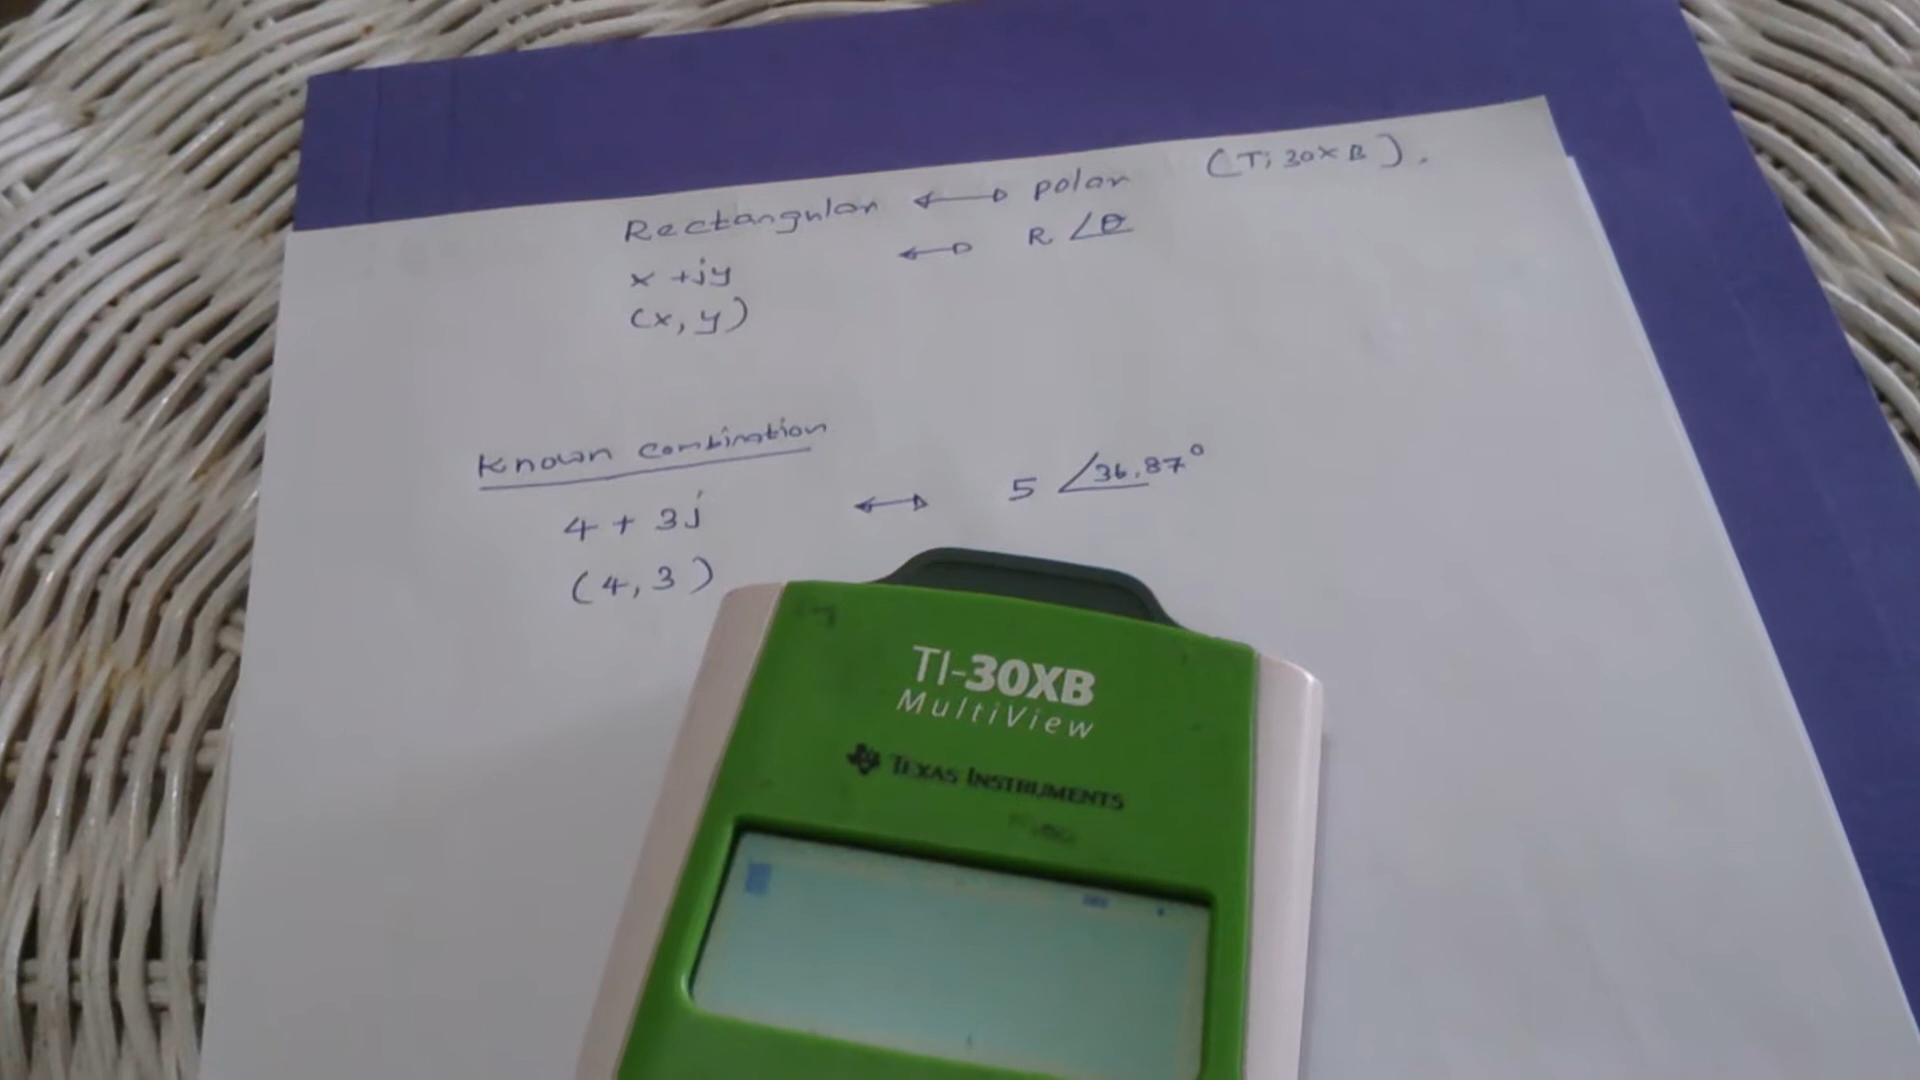 Rectangular ⟷ polar (Ti 30XB).
x + jy ⟷ R ∠θ
(x, y)
Known combination
4 + 3j ⟷ 5 ∠36.87°
(4, 3)
TI-30XB
MultiView
TEXAS INSTRUMENTS